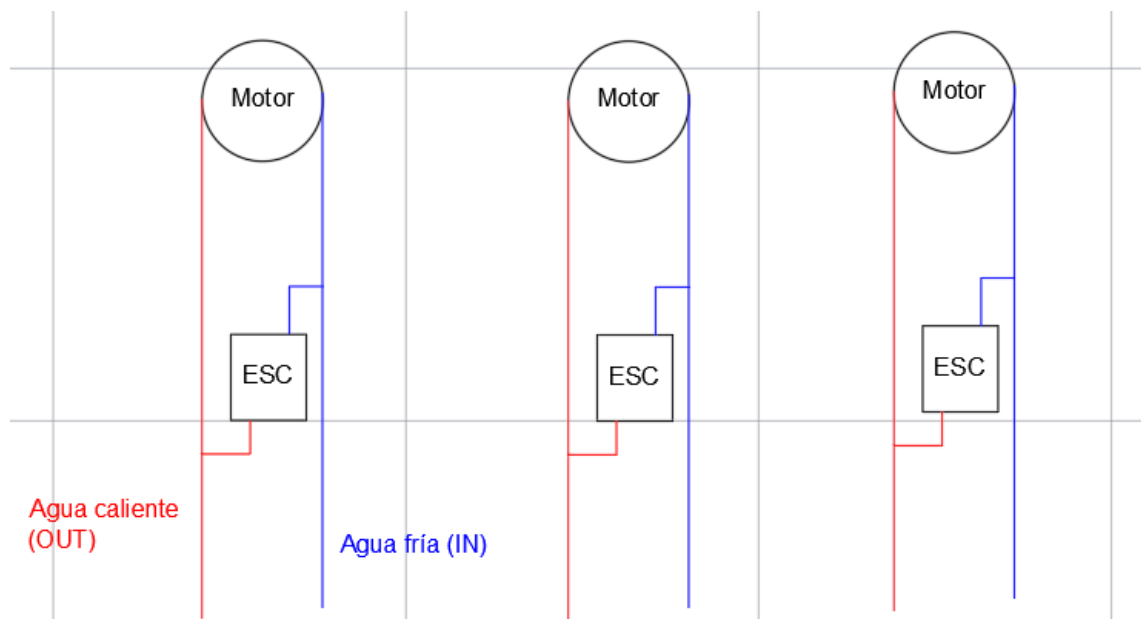 Motor
Motor
Motor
ESC
ESC
ESC
Agua caliente
(OUT)
Agua fría (IN)